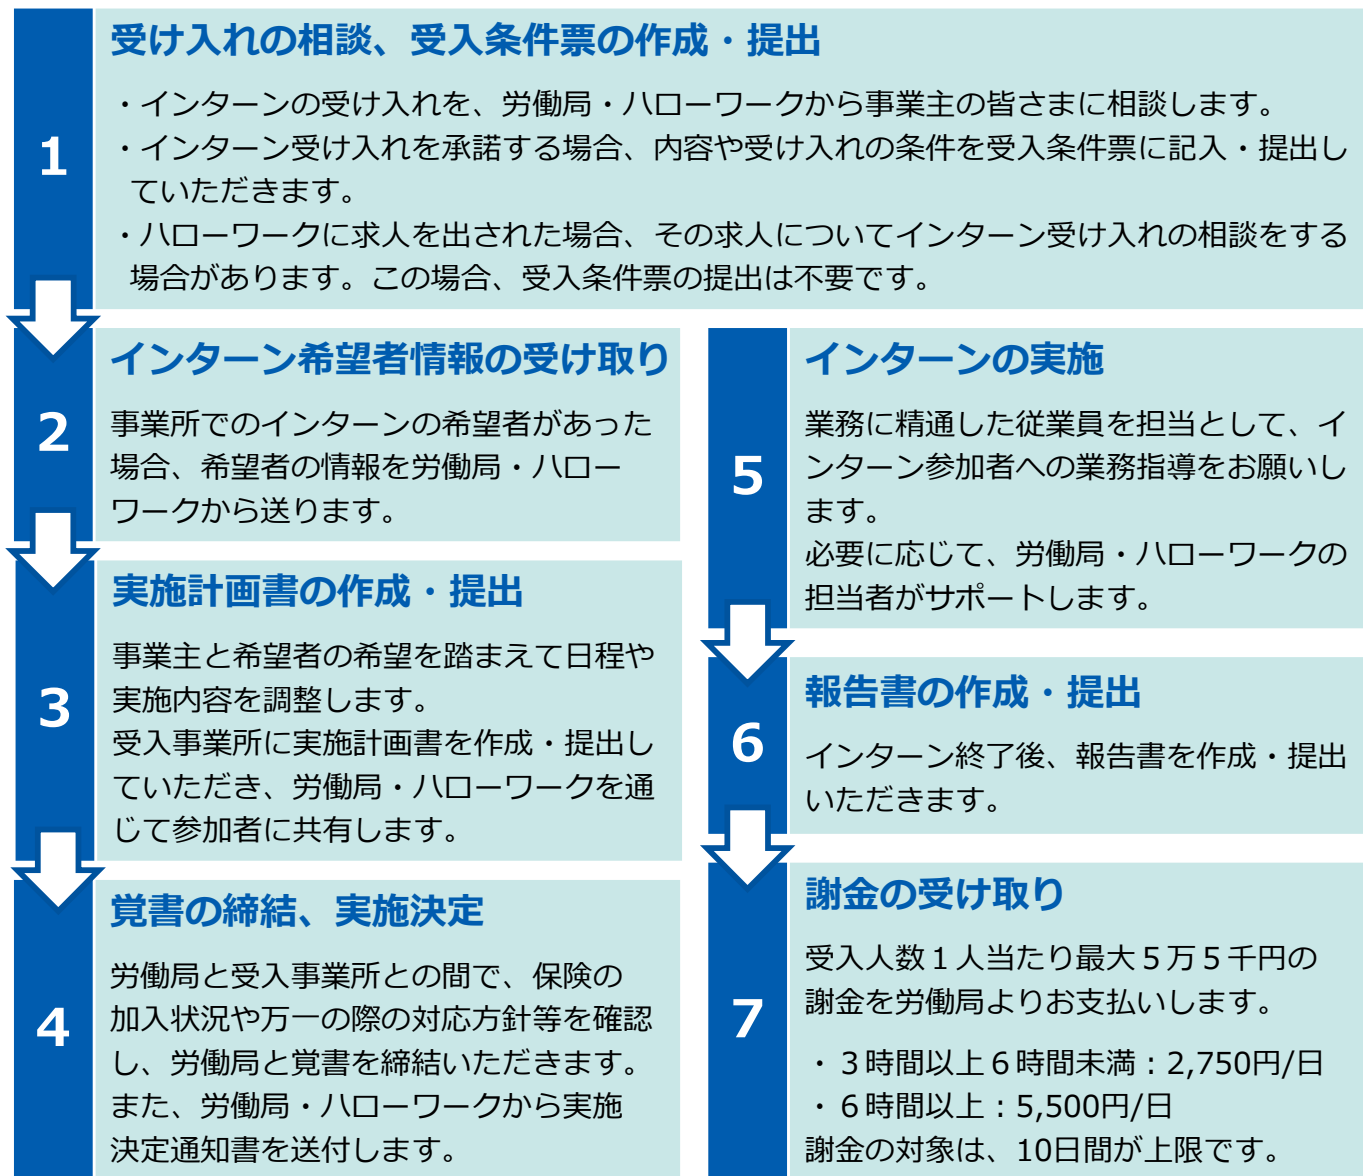 1
受け入れの相談、受入条件票の作成・提出
・インターンの受け入れを、労働局・ハローワークから事業主の皆さまに相談します。
・インターン受け入れを承諾する場合、内容や受け入れの条件を受入条件票に記入・提出し
ていただきます。
・ハローワークに求人を出された場合、その求人についてインターン受け入れの相談をする
場合があります。この場合、受入条件票の提出は不要です。
2
インターン希望者情報の受け取り
事業所でのインターンの希望者があった
場合、希望者の情報を労働局・ハロー
ワークから送ります。
3
実施計画書の作成・提出
事業主と希望者の希望を踏まえて日程や
実施内容を調整します。
受入事業所に実施計画書を作成・提出し
ていただき、労働局・ハローワークを通
じて参加者に共有します。
4
覚書の締結、実施決定
労働局と受入事業所との間で、保険の
加入状況や万一の際の対応方針等を確認
し、労働局と覚書を締結いただきます。
また、労働局・ハローワークから実施
決定通知書を送付します。
5
インターンの実施
業務に精通した従業員を担当として、イ
ンターン参加者への業務指導をお願いし
ます。
必要に応じて、労働局・ハローワークの
担当者がサポートします。
6
報告書の作成・提出
インターン終了後、報告書を作成・提出
いただきます。
7
謝金の受け取り
受入人数１人当たり最大５万５千円の
謝金を労働局よりお支払いします。
・３時間以上６時間未満：2,750円/日
・６時間以上：5,500円/日
謝金の対象は、10日間が上限です。